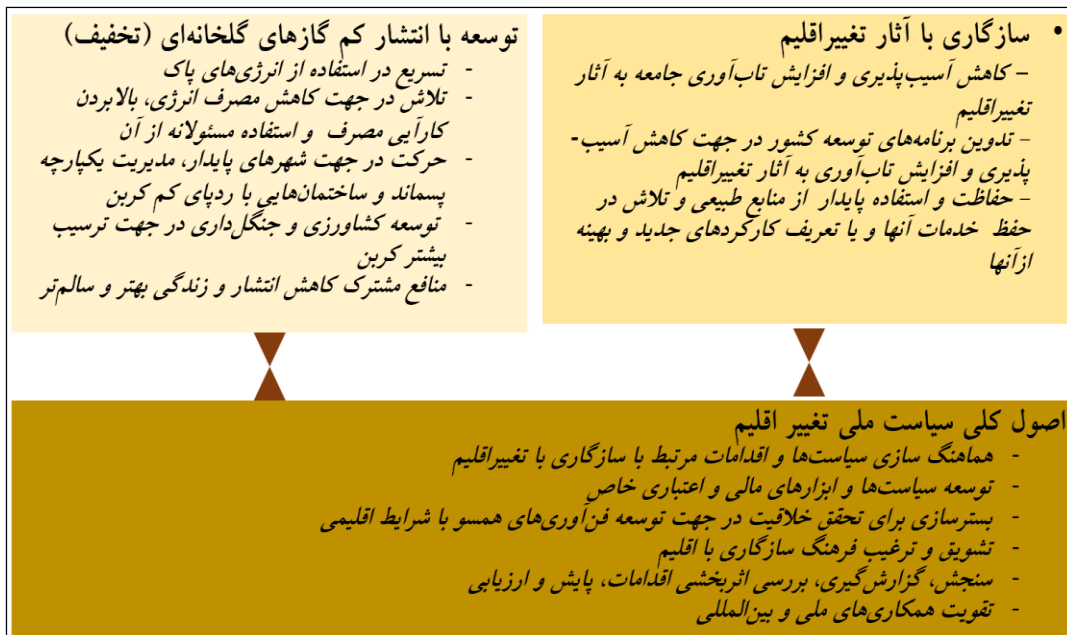 • سازگاری با آثار تغییراقلیم
– کاهش آسیب‌پذیری و افزایش تاب‌آوری جامعه به آثار
تغییراقلیم
– تدوین برنامه‌های توسعه کشور در جهت کاهش آسیب-
پذیری و افزایش تاب‌آوری به آثار تغییراقلیم
– حفاظت و استفاده پایدار از منابع طبیعی و تلاش در
حفظ خدمات آنها و یا تعریف کارکردهای جدید و بهینه
ازآنها
توسعه با انتشار کم گازهای گلخانه‌ای (تخفیف)
- تسریع در استفاده از انرژی‌های پاک
- تلاش در جهت کاهش مصرف انرژی، بالابردن
کارآیی مصرف و استفاده مسئولانه از آن
- حرکت در جهت شهرهای پایدار، مدیریت یکپارچه
پسماند و ساختمان‌هایی با ردپای کم کربن
- توسعه کشاورزی و جنگل‌داری در جهت ترسیب
بیشتر کربن
- منافع مشترک کاهش انتشار و زندگی بهتر و سالم‌تر
اصول کلی سیاست ملی تغییر اقلیم
- هماهنگ سازی سیاست‌ها و اقدامات مرتبط با سازگاری با تغییراقلیم
- توسعه سیاست‌ها و ابزارهای مالی و اعتباری خاص
- بسترسازی برای تحقق خلاقیت در جهت توسعه فن‌آوری‌های همسو با شرایط اقلیمی
- تشویق و ترغیب فرهنگ سازگاری با اقلیم
- سنجش، گزارش‌گیری، بررسی اثربخشی اقدامات، پایش و ارزیابی
- تقویت همکاری‌های ملی و بین‌المللی